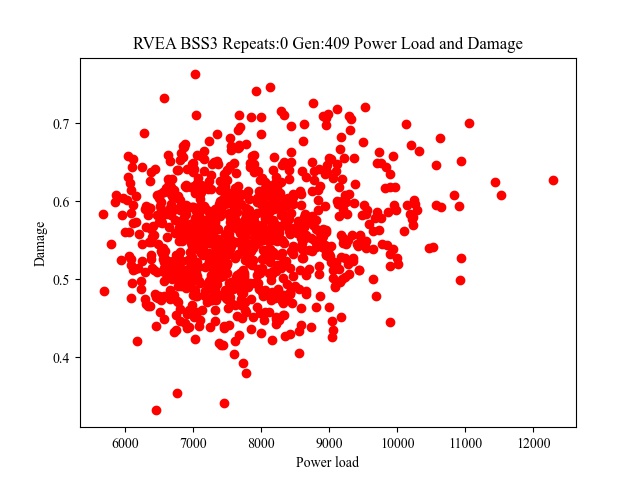 RVEA BSS3 Repeats:0 Gen:409 Power Load and Damage
0.7
0.6
0.5
0.4
Damage
6000 7000 8000 9000 10000 11000 12000
Power load